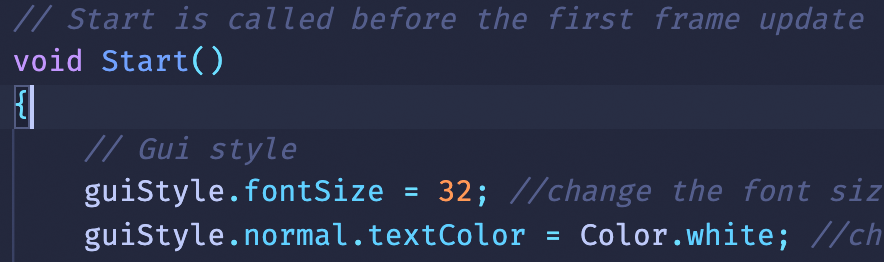 // Start is called before the first frame update
void Start()
{
// Gui style
guiStyle.fontSize = 32; //change the font siz
guiStyle.normal.textColor = Color.white; //ch